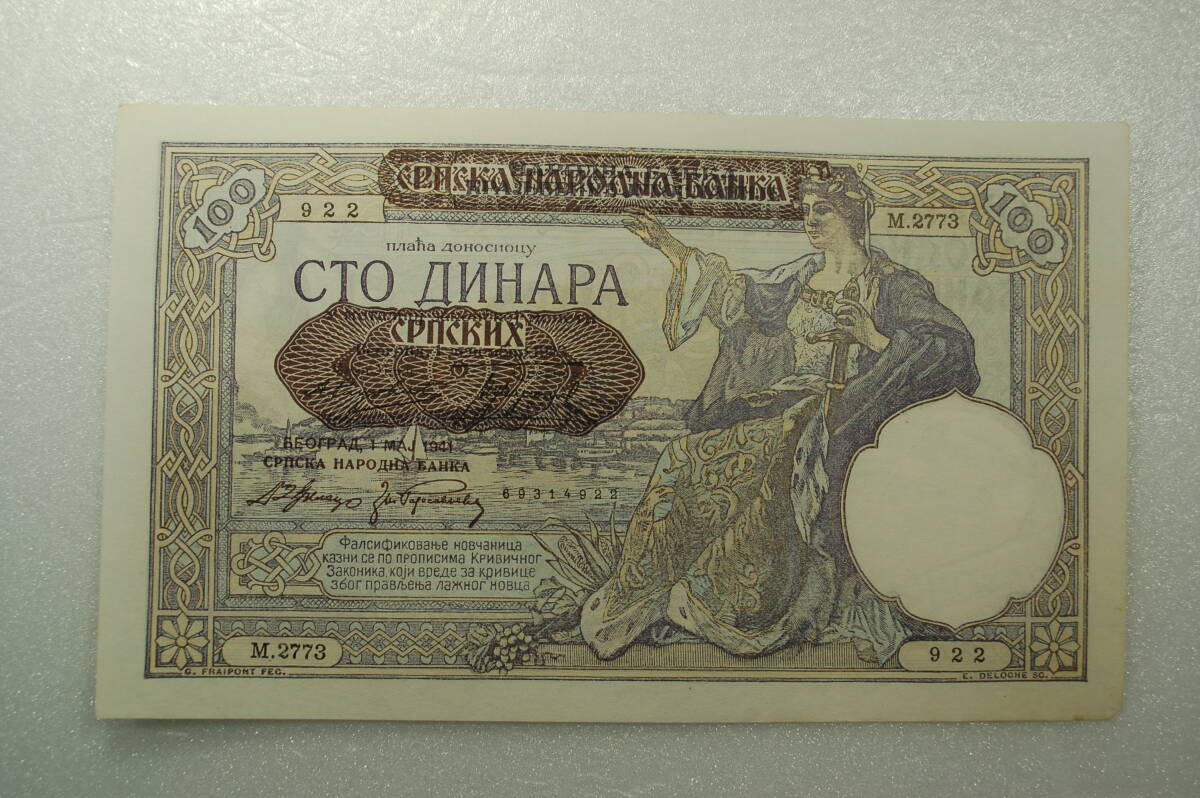 СРПСКА НАРОДНА БАНКА
100
922
М.2773
100
плаћа доносиоцу
СТО ДИНАРА
СРПСКИХ
БЕОГРАД, 1 МАЈ 1941
СРПСКА НАРОДНА БАНКА
69314922
Фалсификовање новчаница
казни се по прописима Кривичног
Законика, који вреде за кривице
због прављења лажног новца
М.2773
922
G. FRAIPONT FEC.
E. DELOCHE SC.